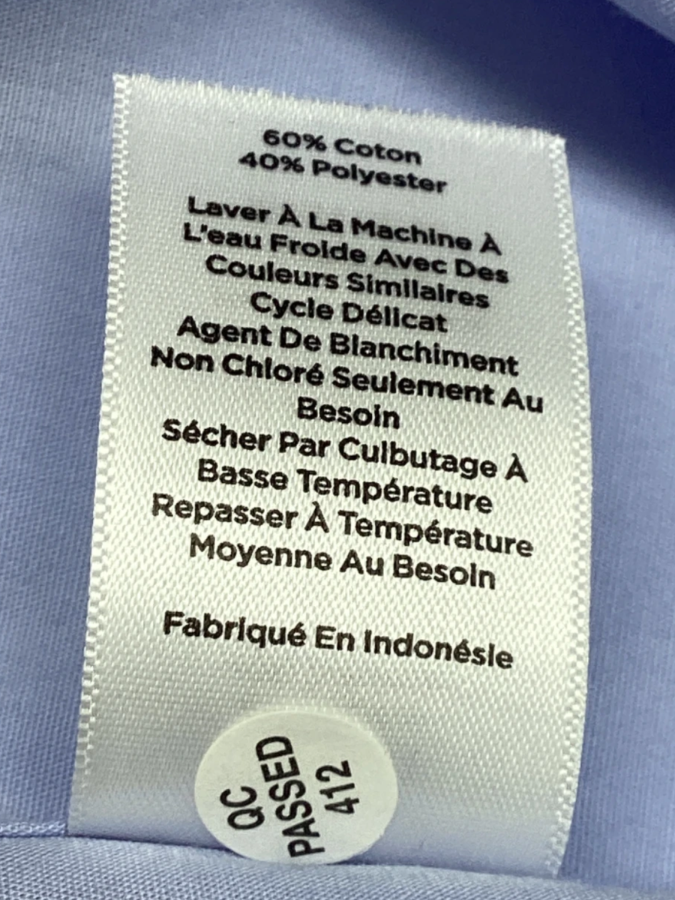 60% Coton
40% Polyester
Laver À La Machine À
L'eau Froide Avec Des
Couleurs Similaires
Cycle Délicat
Agent De Blanchiment
Non Chloré Seulement Au
Besoin
Sécher Par Culbutage À
Basse Température
Repasser À Température
Moyenne Au Besoin
Fabriqué En Indonésie
QC
PASSED
412